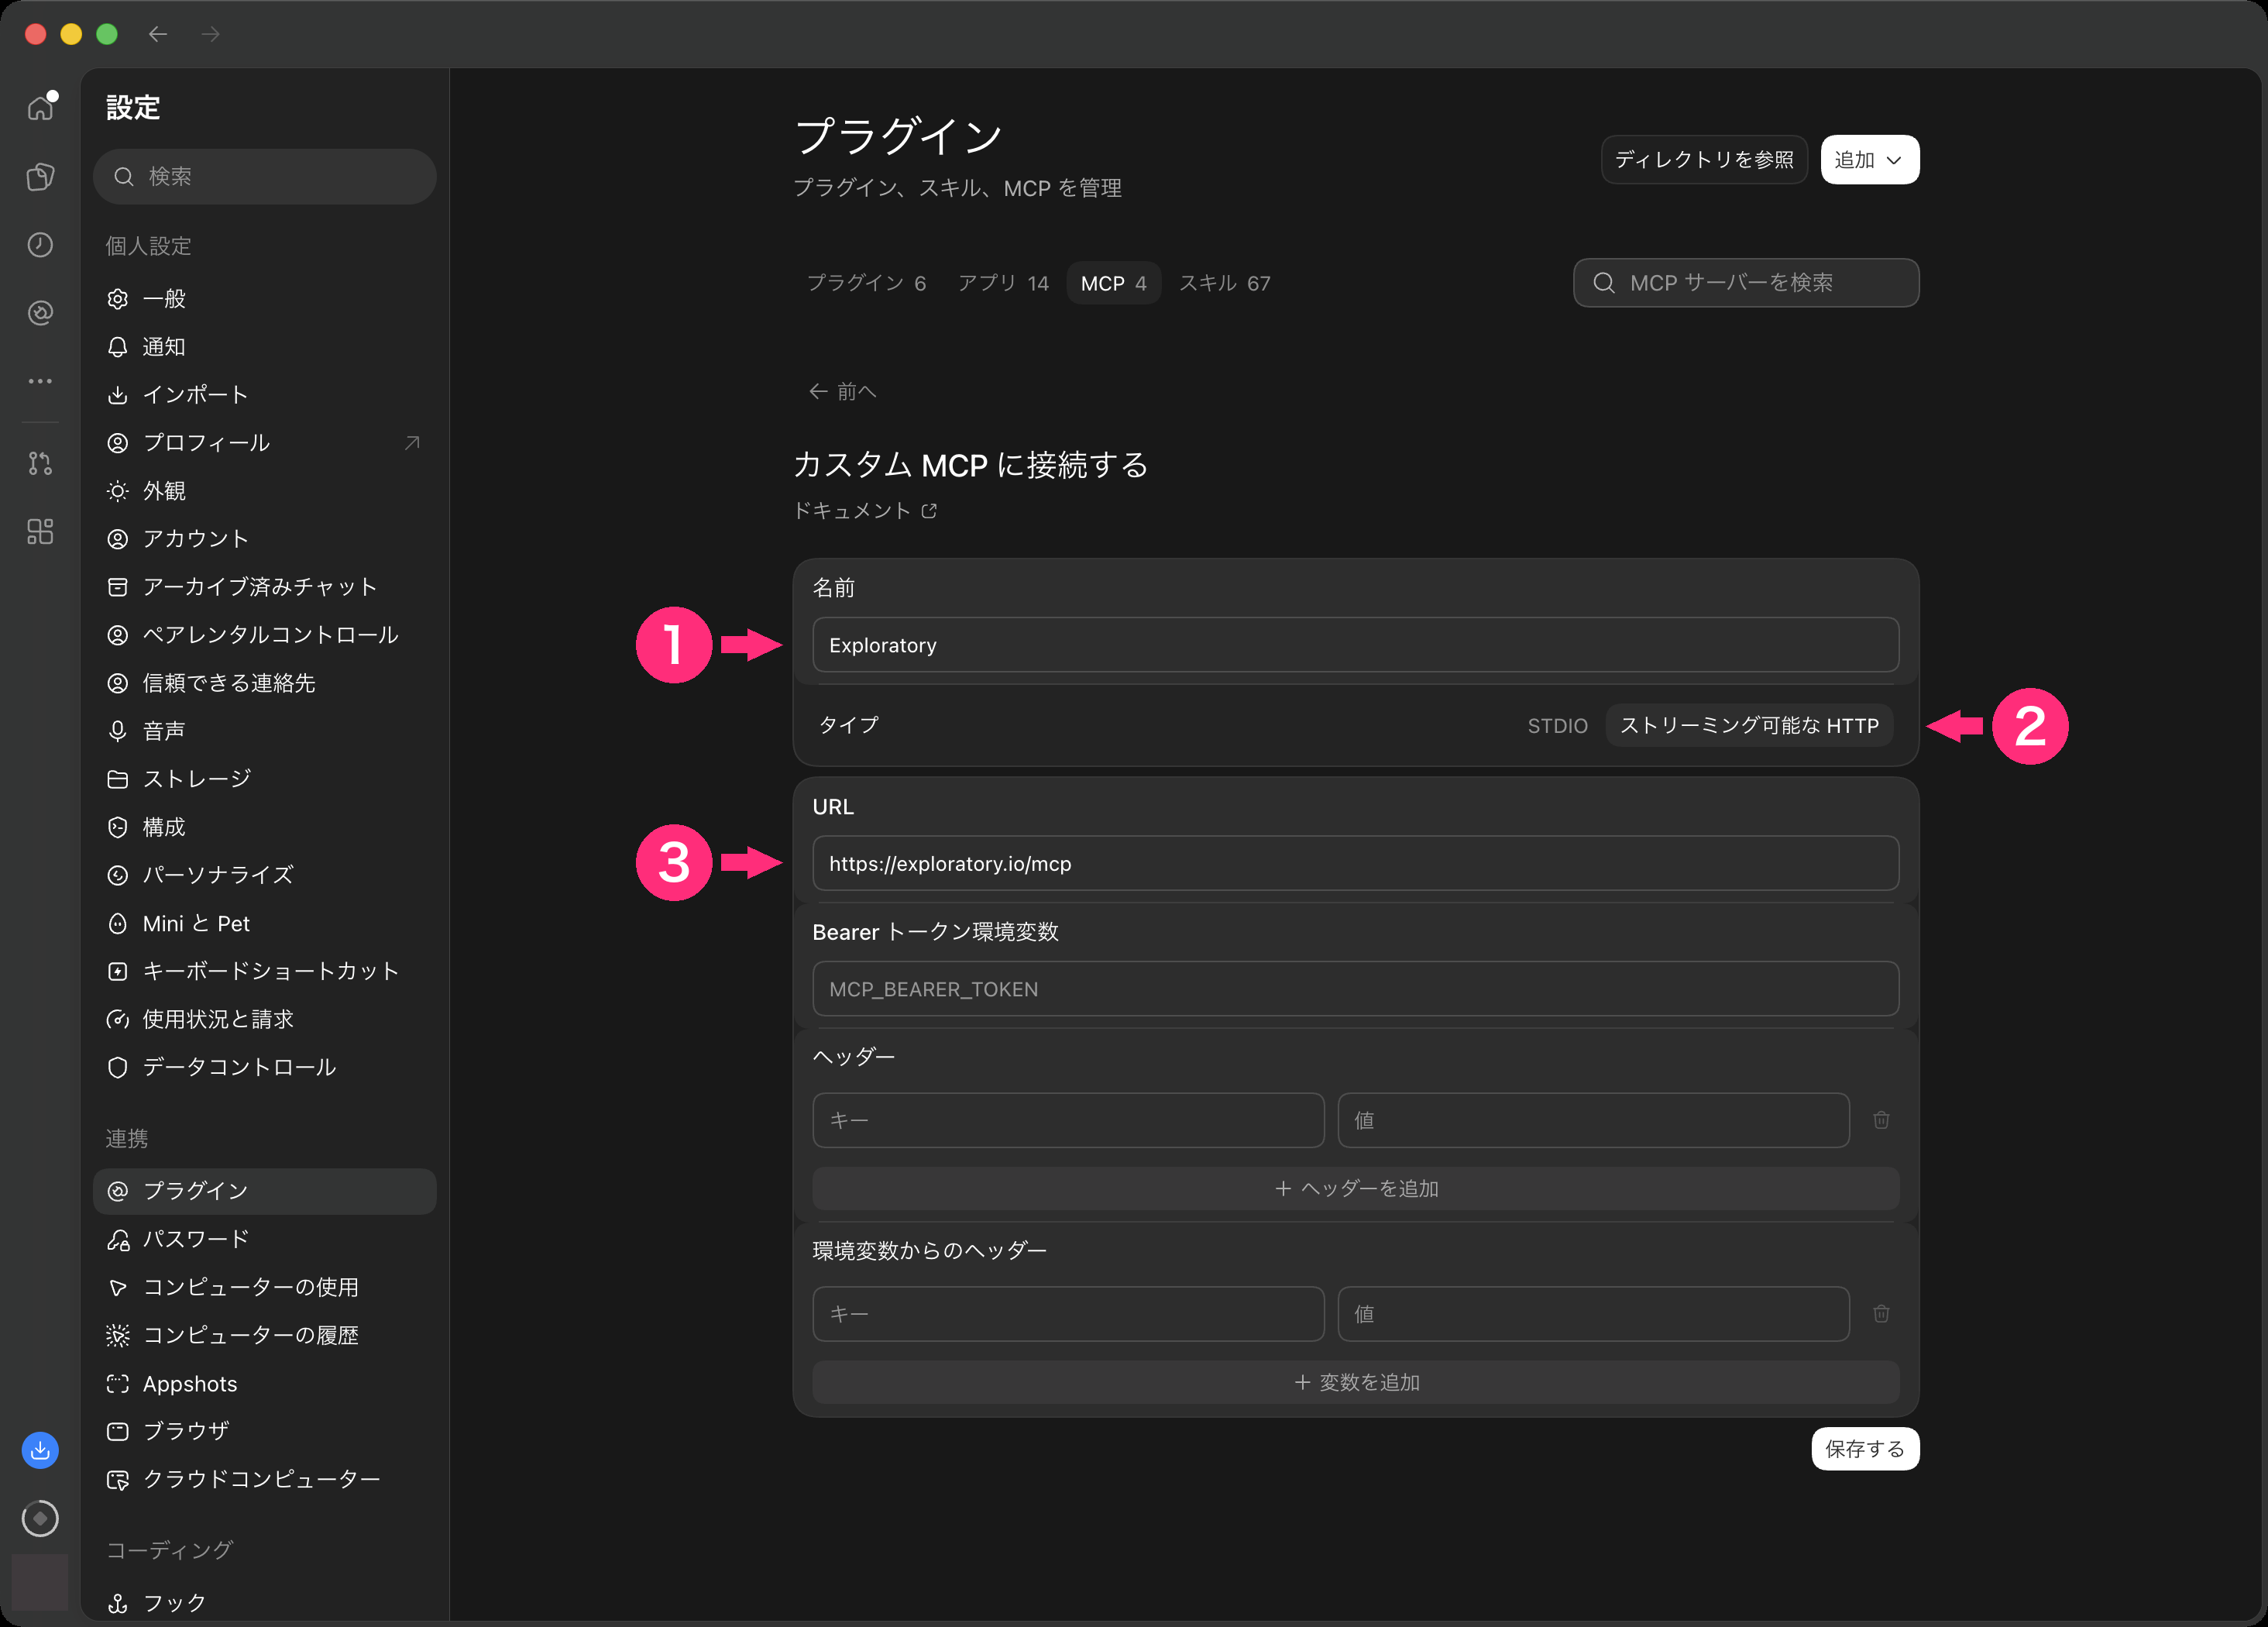 設定
検索
個人設定
一般
通知
インポート
プロフィール
外観
アカウント
アーカイブ済みチャット
ペアレンタルコントロール
信頼できる連絡先
音声
ストレージ
構成
パーソナライズ
Mini と Pet
キーボードショートカット
使用状況と請求
データコントロール
連携
プラグイン
パスワード
コンピューターの使用
コンピューターの履歴
Appshots
ブラウザ
クラウドコンピューター
コーディング
フック
プラグイン
プラグイン、スキル、MCP を管理
ディレクトリを参照
追加
プラグイン 6 アプリ 14 MCP 4 スキル 67
MCP サーバーを検索
前へ
カスタム MCP に接続する
ドキュメント
名前
1
Exploratory
タイプ
STDIO ストリーミング可能な HTTP
2
URL
3
https://exploratory.io/mcp
Bearer トークン環境変数
MCP_BEARER_TOKEN
ヘッダー
キー 値
+ ヘッダーを追加
環境変数からのヘッダー
キー 値
+ 変数を追加
保存する